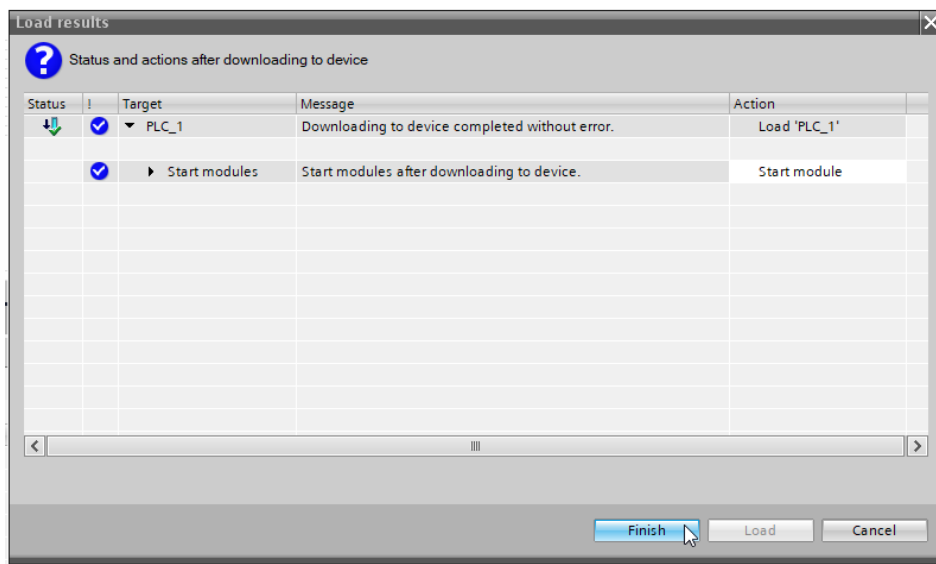 Load results
Status and actions after downloading to device
Status ! Target Message Action
PLC_1 Downloading to device completed without error. Load 'PLC_1'
Start modules Start modules after downloading to device. Start module
Finish Load Cancel